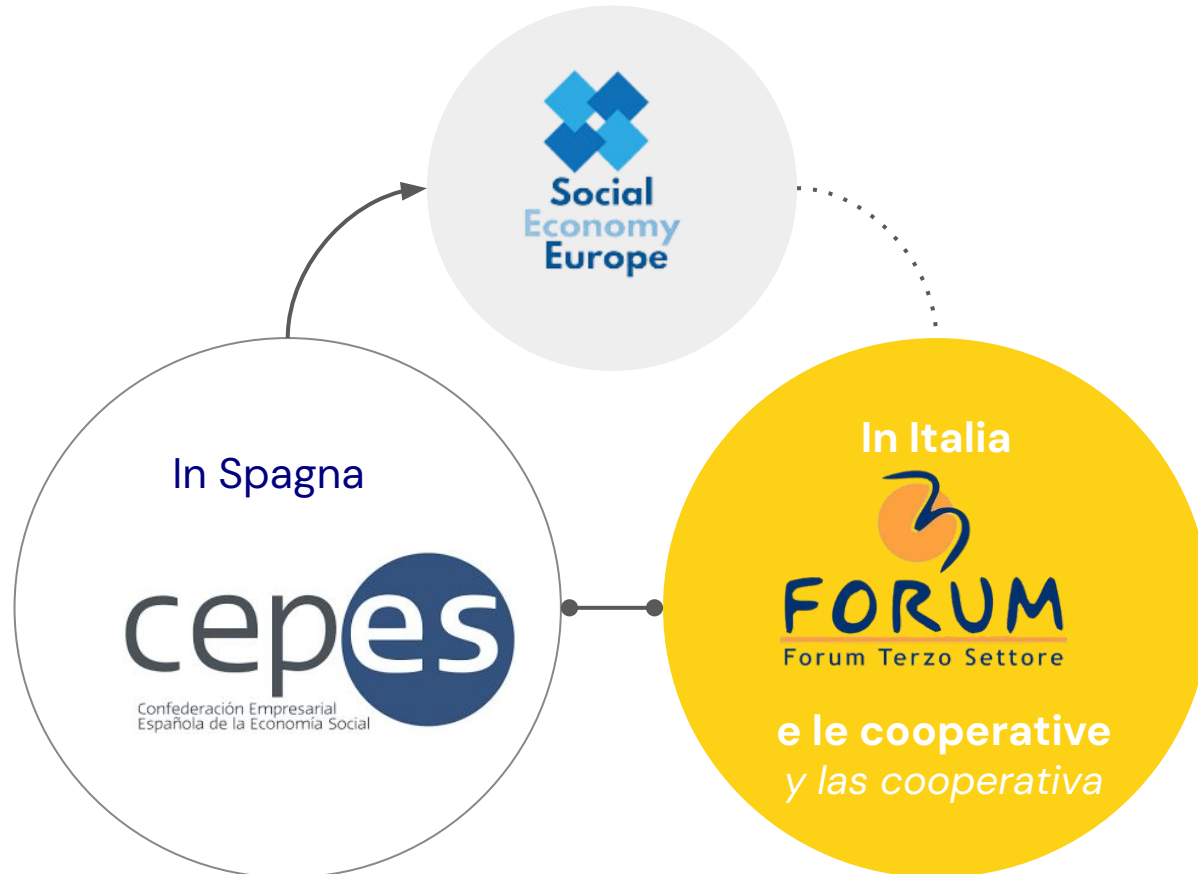 Social
Economy
Europe
In Spagna
cepes
Confederación Empresarial
Española de la Economía Social
In Italia
FORUM
Forum Terzo Settore
e le cooperative
y las cooperativa